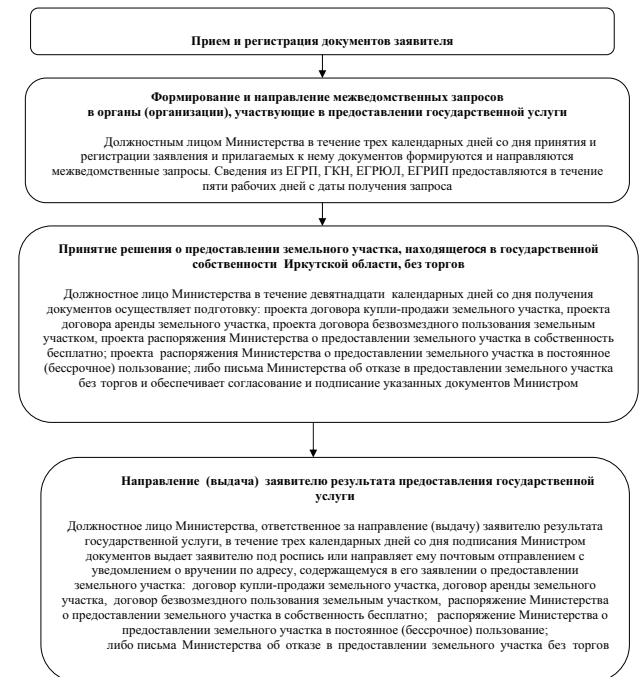 Прием и регистрация документов заявителя
Формирование и направление межведомственных запросов
в органы (организации), участвующие в предоставлении государственной услуги
Должностным лицом Министерства в течение трех календарных дней со дня принятия и
регистрации заявления и прилагаемых к нему документов формируются и направляются
межведомственные запросы. Сведения из ЕГРП, ГКН, ЕГРЮЛ, ЕГРИП предоставляются в течение
пяти рабочих дней с даты получения запроса
Принятие решения о предоставлении земельного участка, находящегося в государственной
собственности Иркутской области, без торгов
Должностное лицо Министерства в течение девятнадцати календарных дней со дня получения
документов осуществляет подготовку: проекта договора купли-продажи земельного участка, проекта
договора аренды земельного участка, проекта договора безвозмездного пользования земельным
участком, проекта распоряжения Министерства о предоставлении земельного участка в собственность
бесплатно; проекта распоряжения Министерства о предоставлении земельного участка в постоянное
(бессрочное) пользование; либо письма Министерства об отказе в предоставлении земельного участка
без торгов и обеспечивает согласование и подписание указанных документов Министром
Направление (выдача) заявителю результата предоставления государственной
услуги
Должностное лицо Министерства, ответственное за направление (выдачу) заявителю результата
государственной услуги, в течение трех календарных дней со дня подписания Министром
документов выдает заявителю под роспись или направляет ему почтовым отправлением с
уведомлением о вручении по адресу, содержащемуся в его заявлении о предоставлении
земельного участка: договор купли-продажи земельного участка, договор аренды земельного
участка, договор безвозмездного пользования земельным участком, распоряжение Министерства
о предоставлении земельного участка в собственность бесплатно; распоряжение Министерства о
предоставлении земельного участка в постоянное (бессрочное) пользование;
либо письма Министерства об отказе в предоставлении земельного участка без торгов